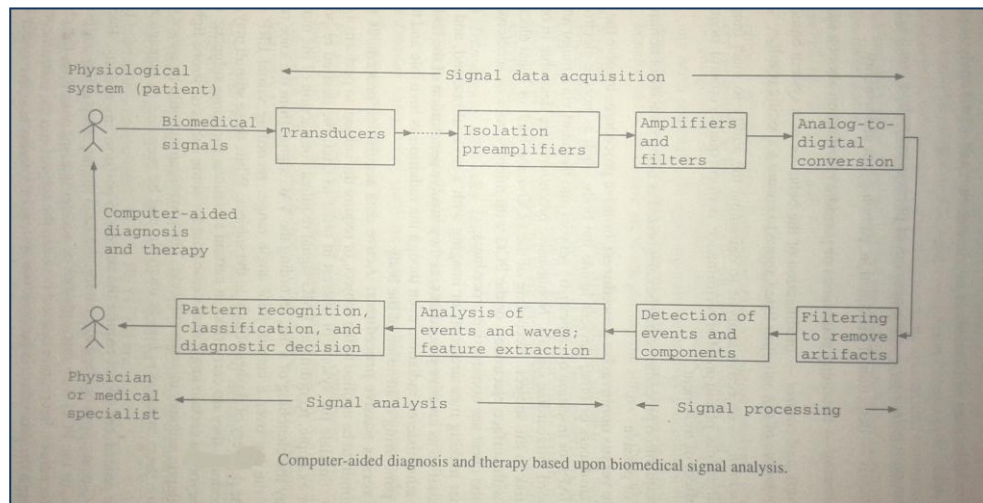 Physiological
system (patient)
Signal data acquisition
Biomedical
signals
Transducers
Isolation
preamplifiers
Amplifiers
and
filters
Analog-to-
digital
conversion
Computer-aided
diagnosis
and therapy
Pattern recognition,
classification, and
diagnostic decision
Analysis of
events and waves;
feature extraction
Detection of
events and
components
Filtering
to remove
artifacts
Physician
or medical
specialist
Signal analysis
Signal processing
Computer-aided diagnosis and therapy based upon biomedical signal analysis.